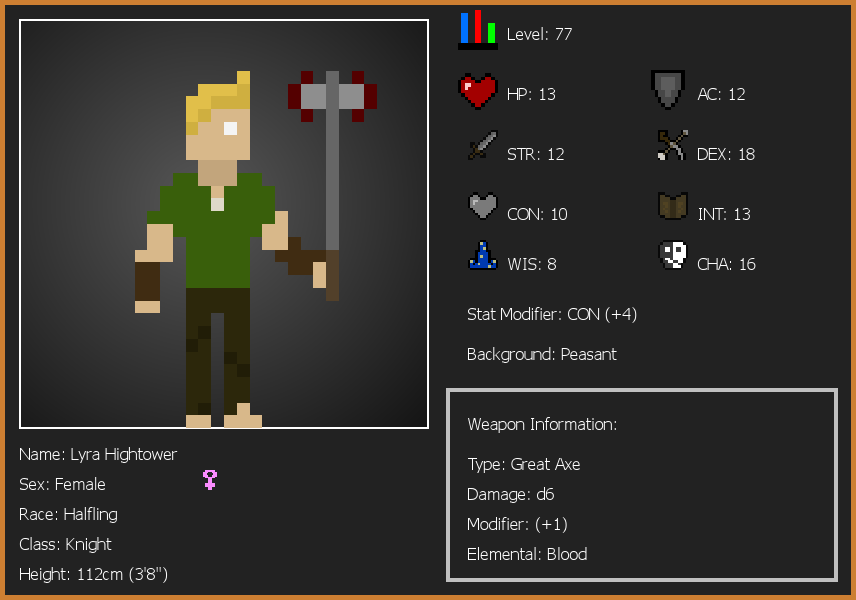 Level: 77
HP: 13
AC: 12
STR: 12
DEX: 18
CON: 10
INT: 13
WIS: 8
CHA: 16
Stat Modifier: CON (+4)
Background: Peasant
Weapon Information:
Type: Great Axe
Damage: d6
Modifier: (+1)
Elemental: Blood
Name: Lyra Hightower
Sex: Female
Race: Halfling
Class: Knight
Height: 112cm (3'8")